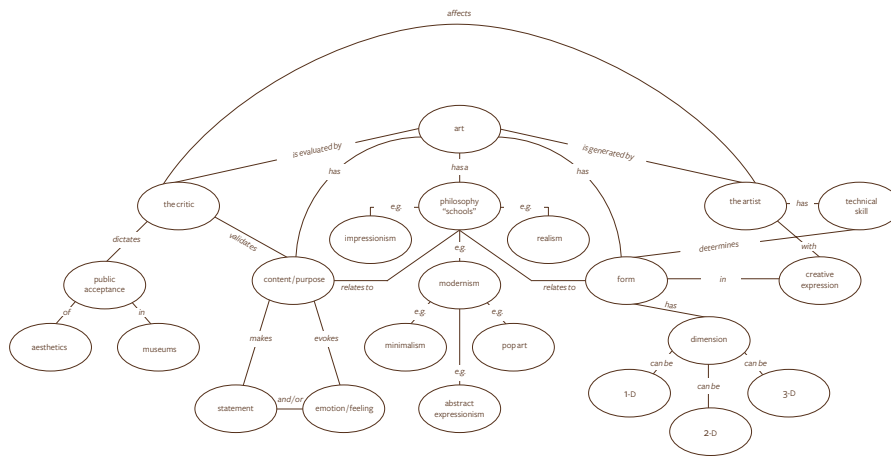 affects
art
is evaluated by
is generated by
has
has a
has
the critic
philosophy
"schools"
the artist
has
technical
skill
e.g.
e.g.
dictates
validates
impressionism
realism
determines
with
e.g.
public
acceptance
content/purpose
relates to
modernism
relates to
form
in
creative
expression
of
in
e.g.
e.g.
has
aesthetics
museums
makes
evokes
minimalism
pop art
dimension
can be
can be
can be
e.g.
statement
and/or
emotion/feeling
abstract
expressionism
1-D
2-D
3-D